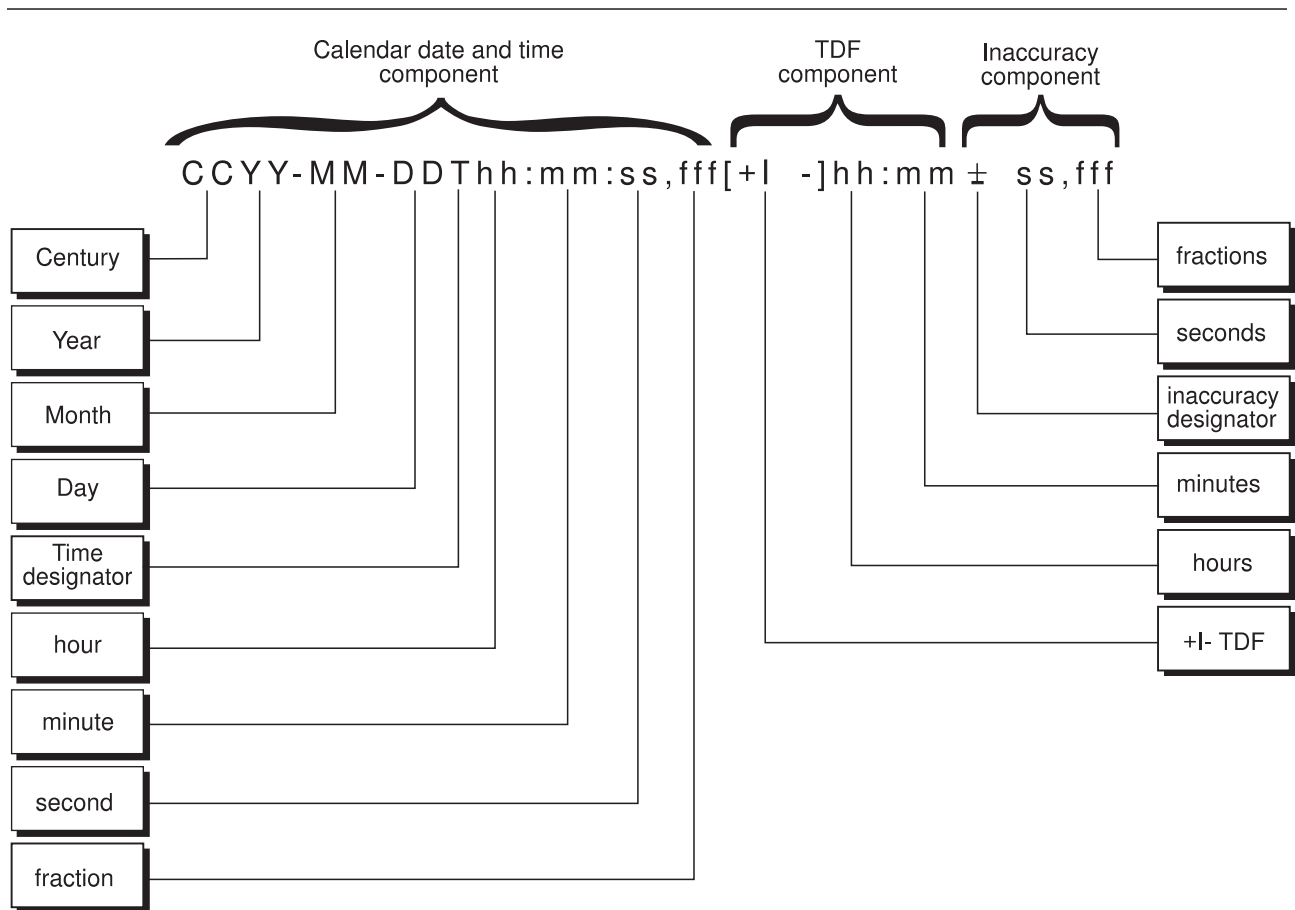 Calendar date and time
component
TDF
component
Inaccuracy
component
CCYY-MM-DDThh:mm:ss,fff[+I -]hh:mm± ss,fff
Century
Year
Month
Day
Time
designator
hour
minute
second
fraction
fractions
seconds
inaccuracy
designator
minutes
hours
+I- TDF